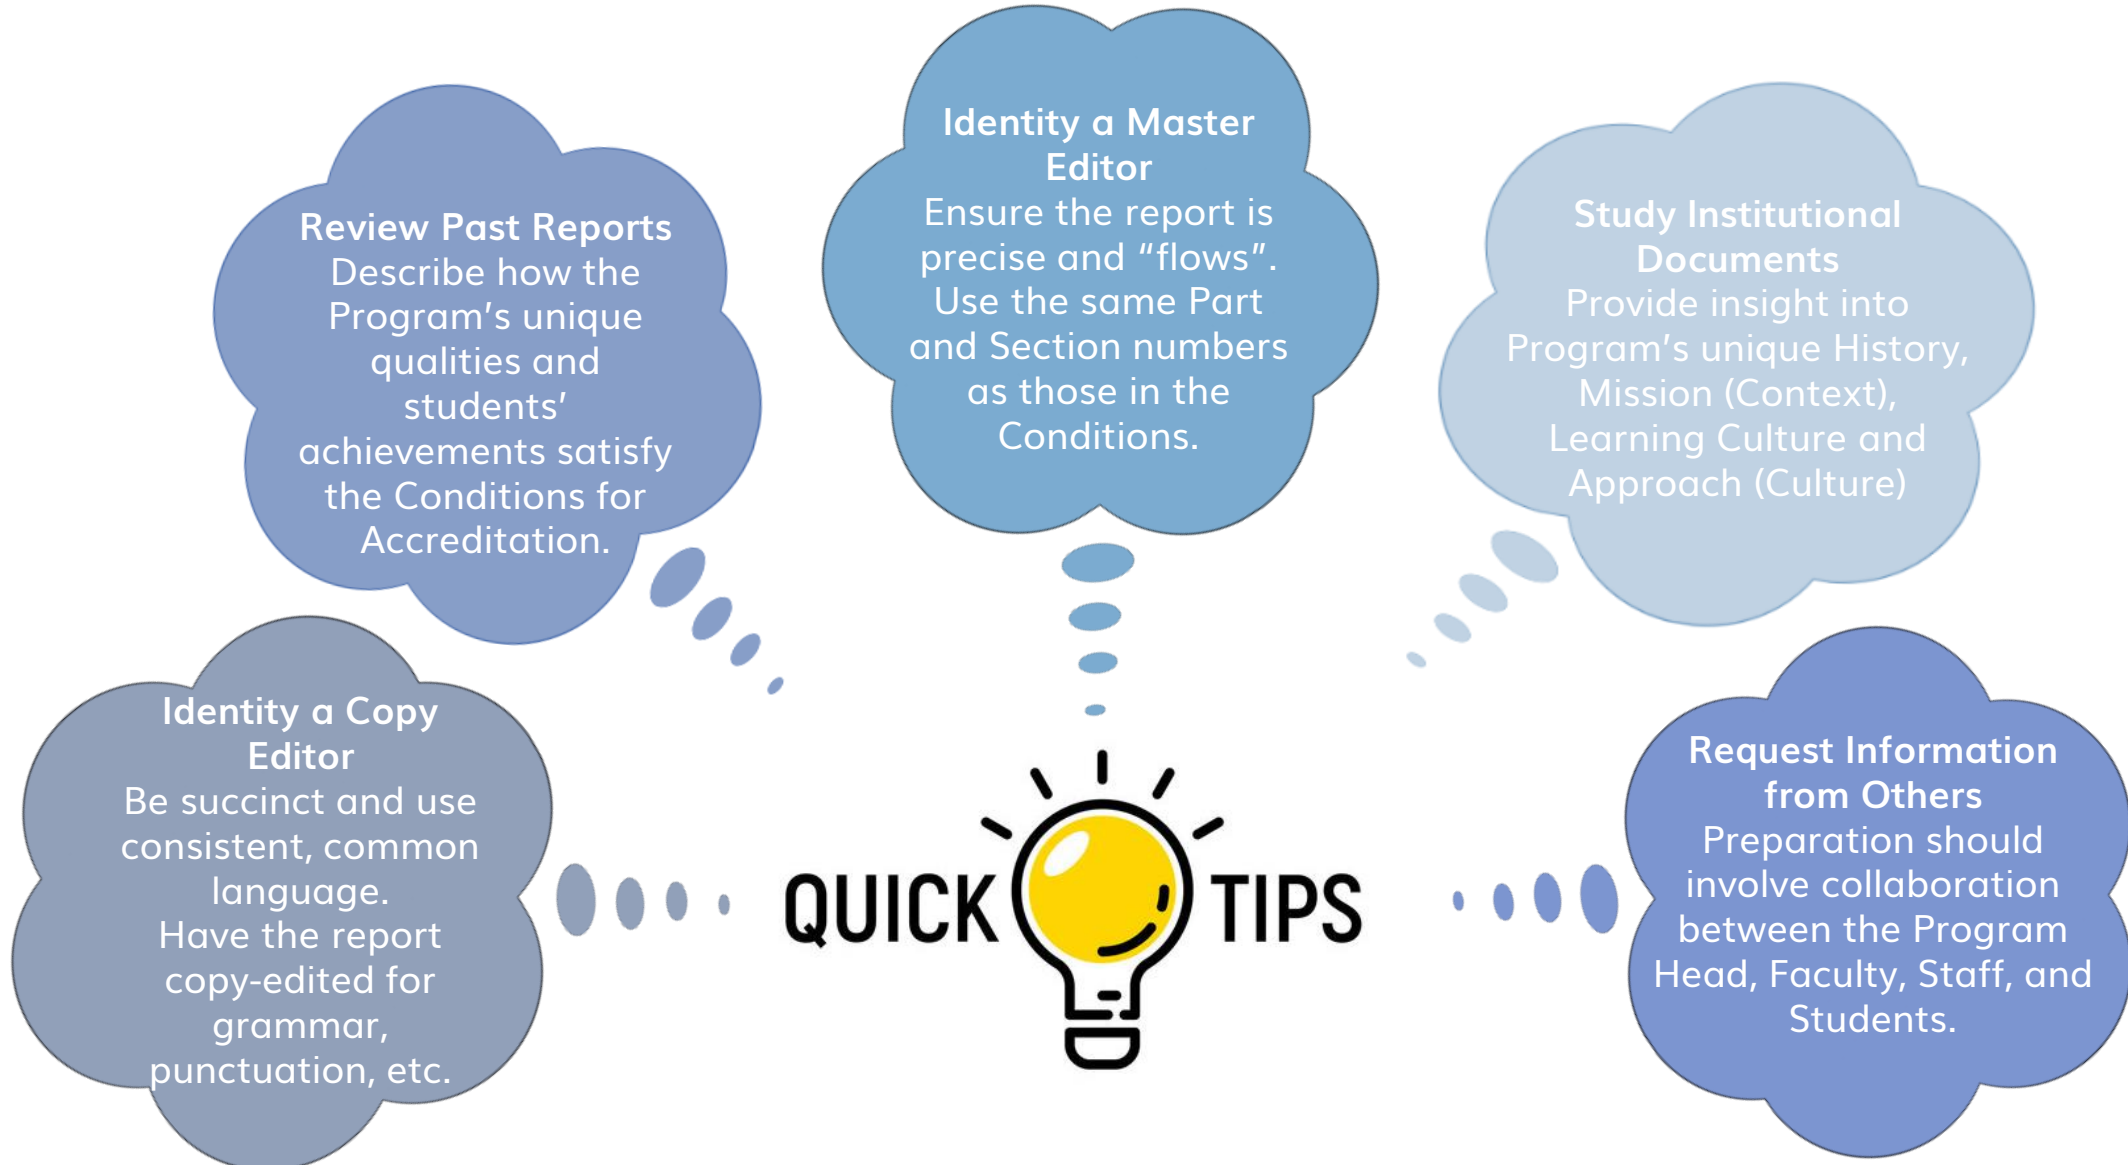 Identity a Copy
Editor
Be succinct and use
consistent, common
language.
Have the report
copy-edited for
grammar,
punctuation, etc.
Review Past Reports
Describe how the
Program’s unique
qualities and
students’
achievements satisfy
the Conditions for
Accreditation.
Identity a Master
Editor
Ensure the report is
precise and “flows”.
Use the same Part
and Section numbers
as those in the
Conditions.
Study Institutional
Documents
Provide insight into
Program’s unique History,
Mission (Context),
Learning Culture and
Approach (Culture)
Request Information
from Others
Preparation should
involve collaboration
between the Program
Head, Faculty, Staff, and
Students.
QUICK TIPS